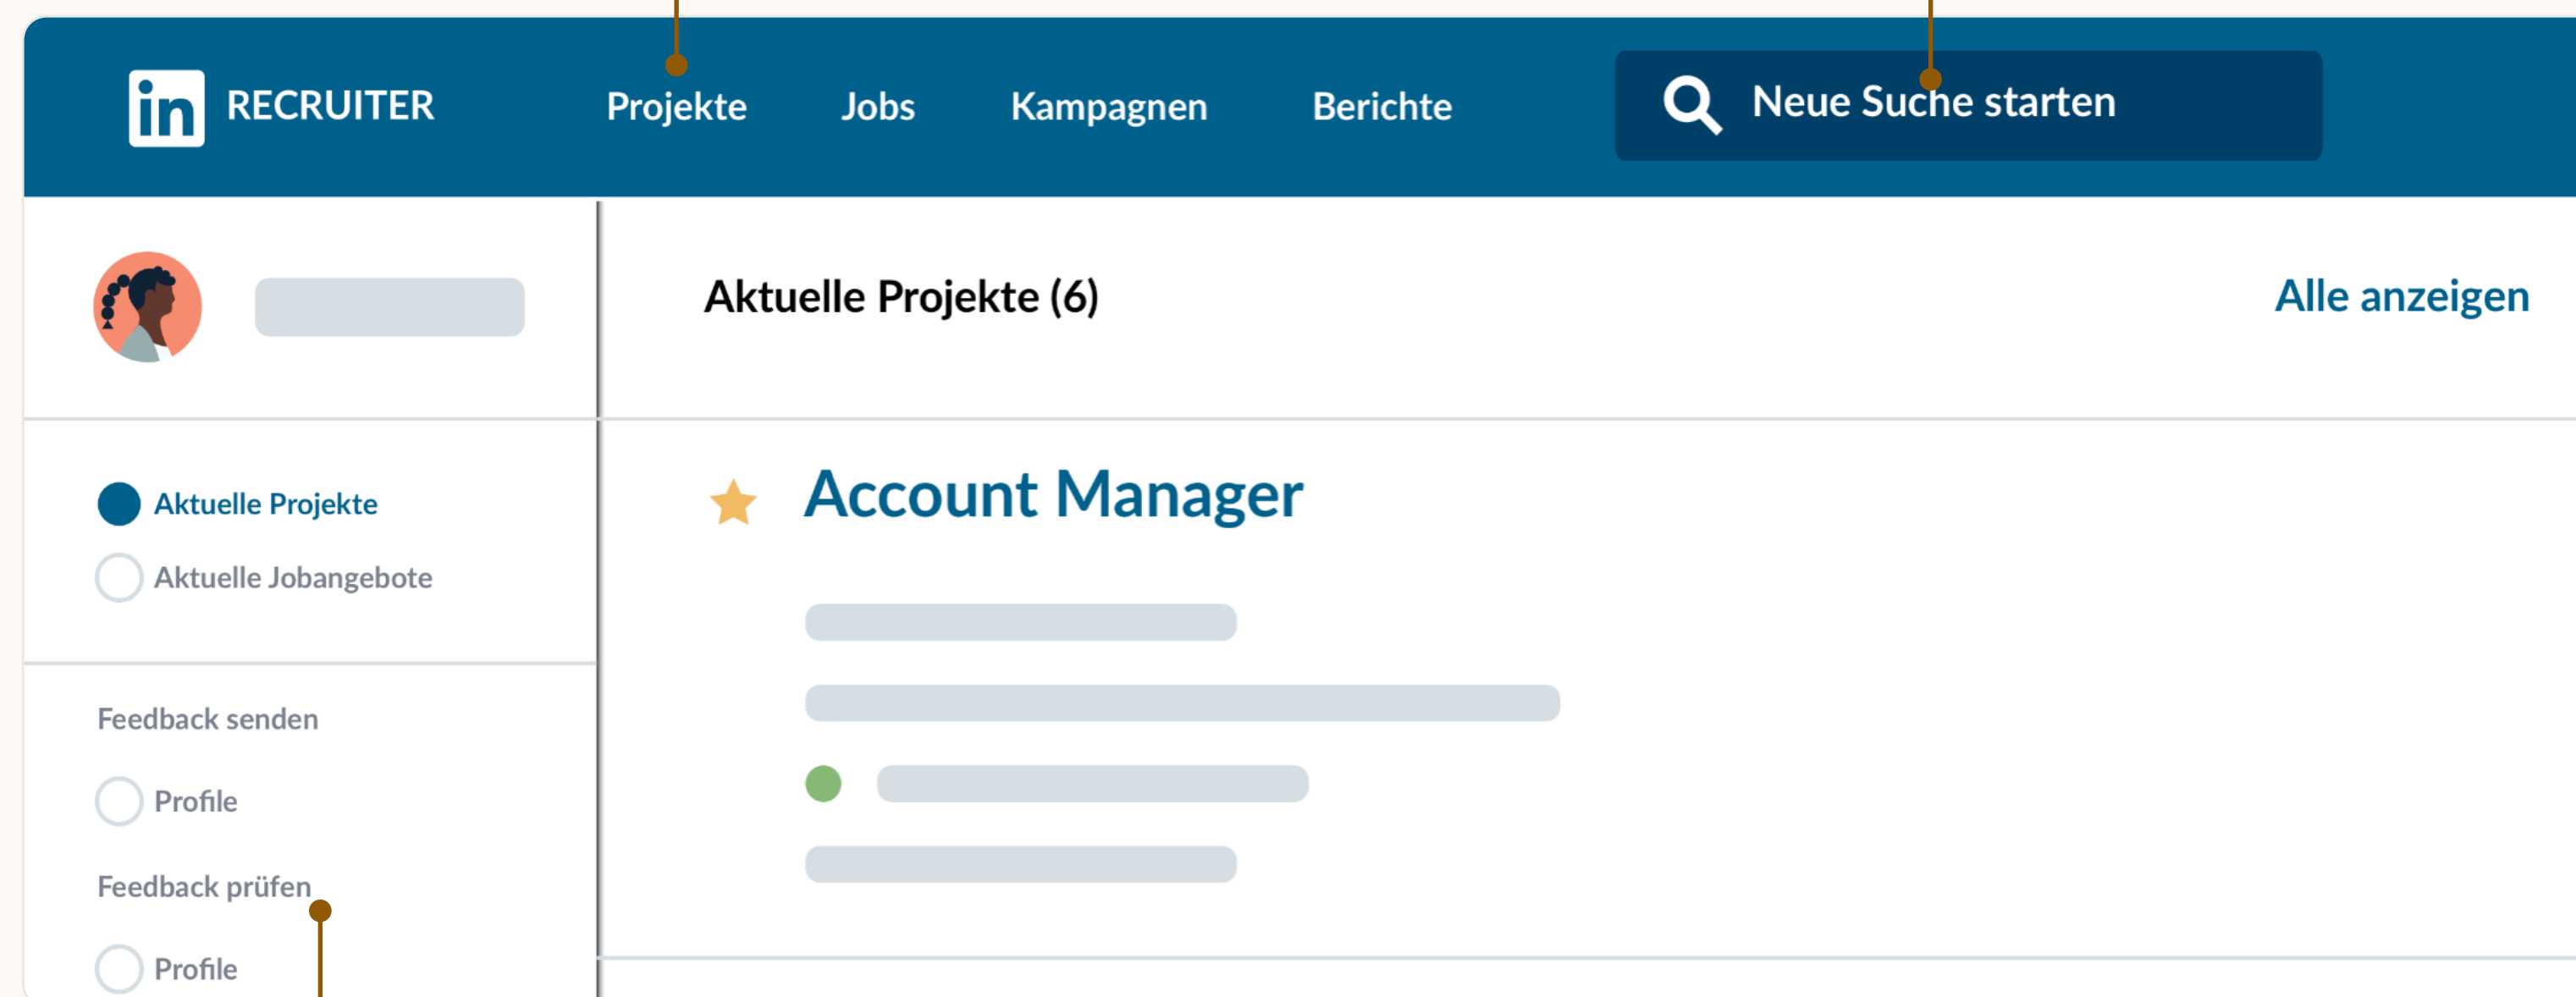 in RECRUITER
Projekte
Jobs
Kampagnen
Berichte
Neue Suche starten
Aktuelle Projekte (6)
Alle anzeigen
Aktuelle Projekte
Aktuelle Jobangebote
Feedback senden
Profile
Feedback prüfen
Profile
Account Manager